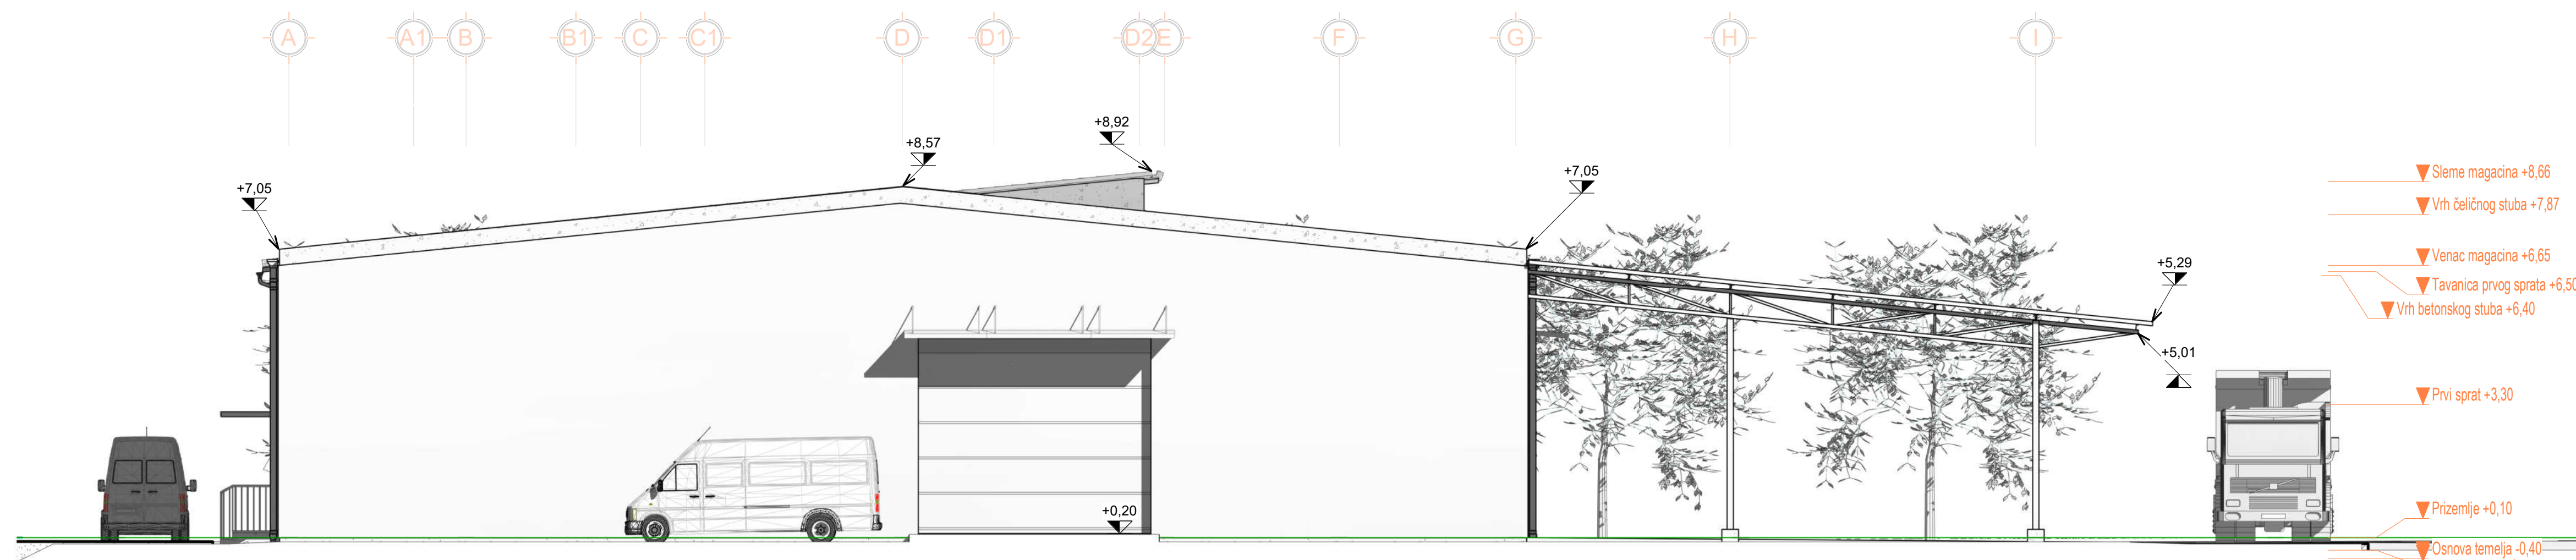 A A1 B B1 C C1 D D1 D2 E F G H I
+8,92
+8,57
+7,05
+7,05
+5,29
+5,01
+0,20
Sleme magacina +8,66
Vrh čeličnog stuba +7,87
Venac magacina +6,65
Tavanica prvog sprata +6,50
Vrh betonskog stuba +6,40
Prvi sprat +3,30
Prizemlje +0,10
Osnova temelja -0,40